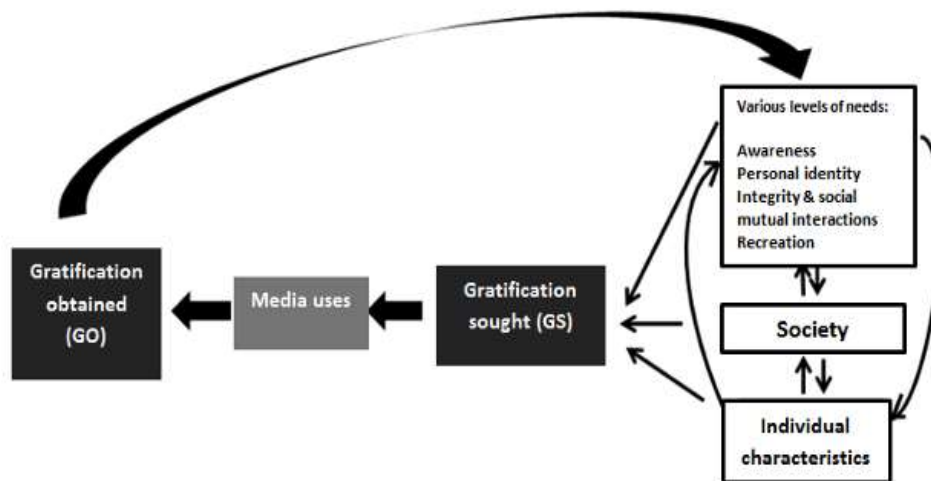 Various levels of needs:
Awareness
Personal identity
Integrity & social
mutual interactions
Recreation
Gratification
obtained
(GO)
Media uses
Gratification
sought (GS)
Society
Individual
characteristics